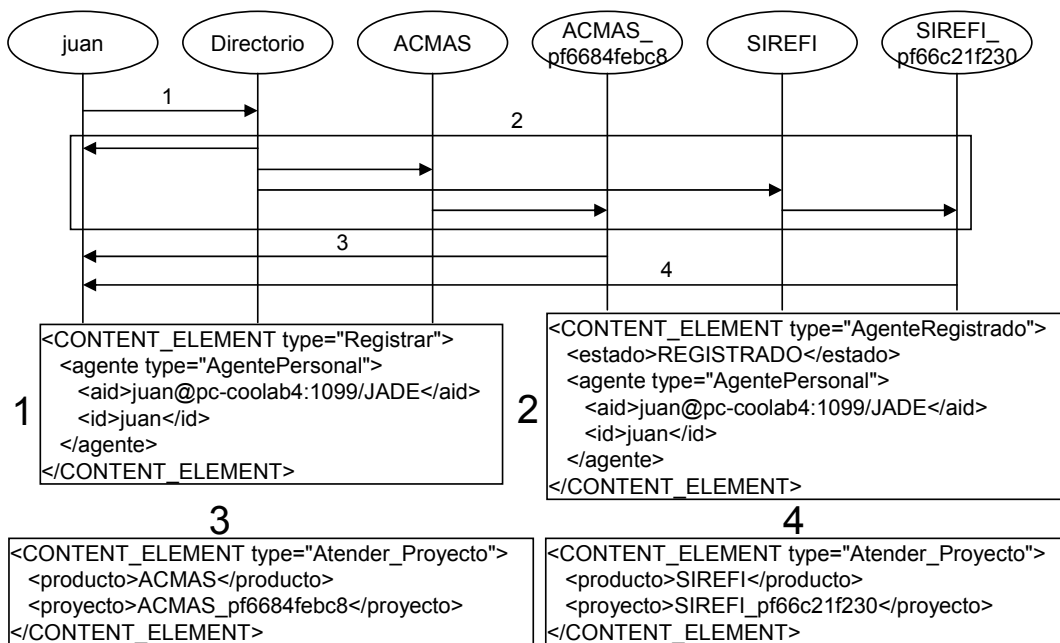 juan
Directorio
ACMAS
ACMAS_
pf6684febc8
SIREFI
SIREFI_
pf66c21f230
1
2
3
4
1
<CONTENT_ELEMENT type="Registrar">
<agente type="AgentePersonal">
<aid>juan@pc-coolab4:1099/JADE</aid>
<id>juan</id>
</agente>
</CONTENT_ELEMENT>
2
<CONTENT_ELEMENT type="AgenteRegistrado">
<estado>REGISTRADO</estado>
<agente type="AgentePersonal">
<aid>juan@pc-coolab4:1099/JADE</aid>
<id>juan</id>
</agente>
</CONTENT_ELEMENT>
3
<CONTENT_ELEMENT type="Atender_Proyecto">
<producto>ACMAS</producto>
<proyecto>ACMAS_pf6684febc8</proyecto>
</CONTENT_ELEMENT>
4
<CONTENT_ELEMENT type="Atender_Proyecto">
<producto>SIREFI</producto>
<proyecto>SIREFI_pf66c21f230</proyecto>
</CONTENT_ELEMENT>